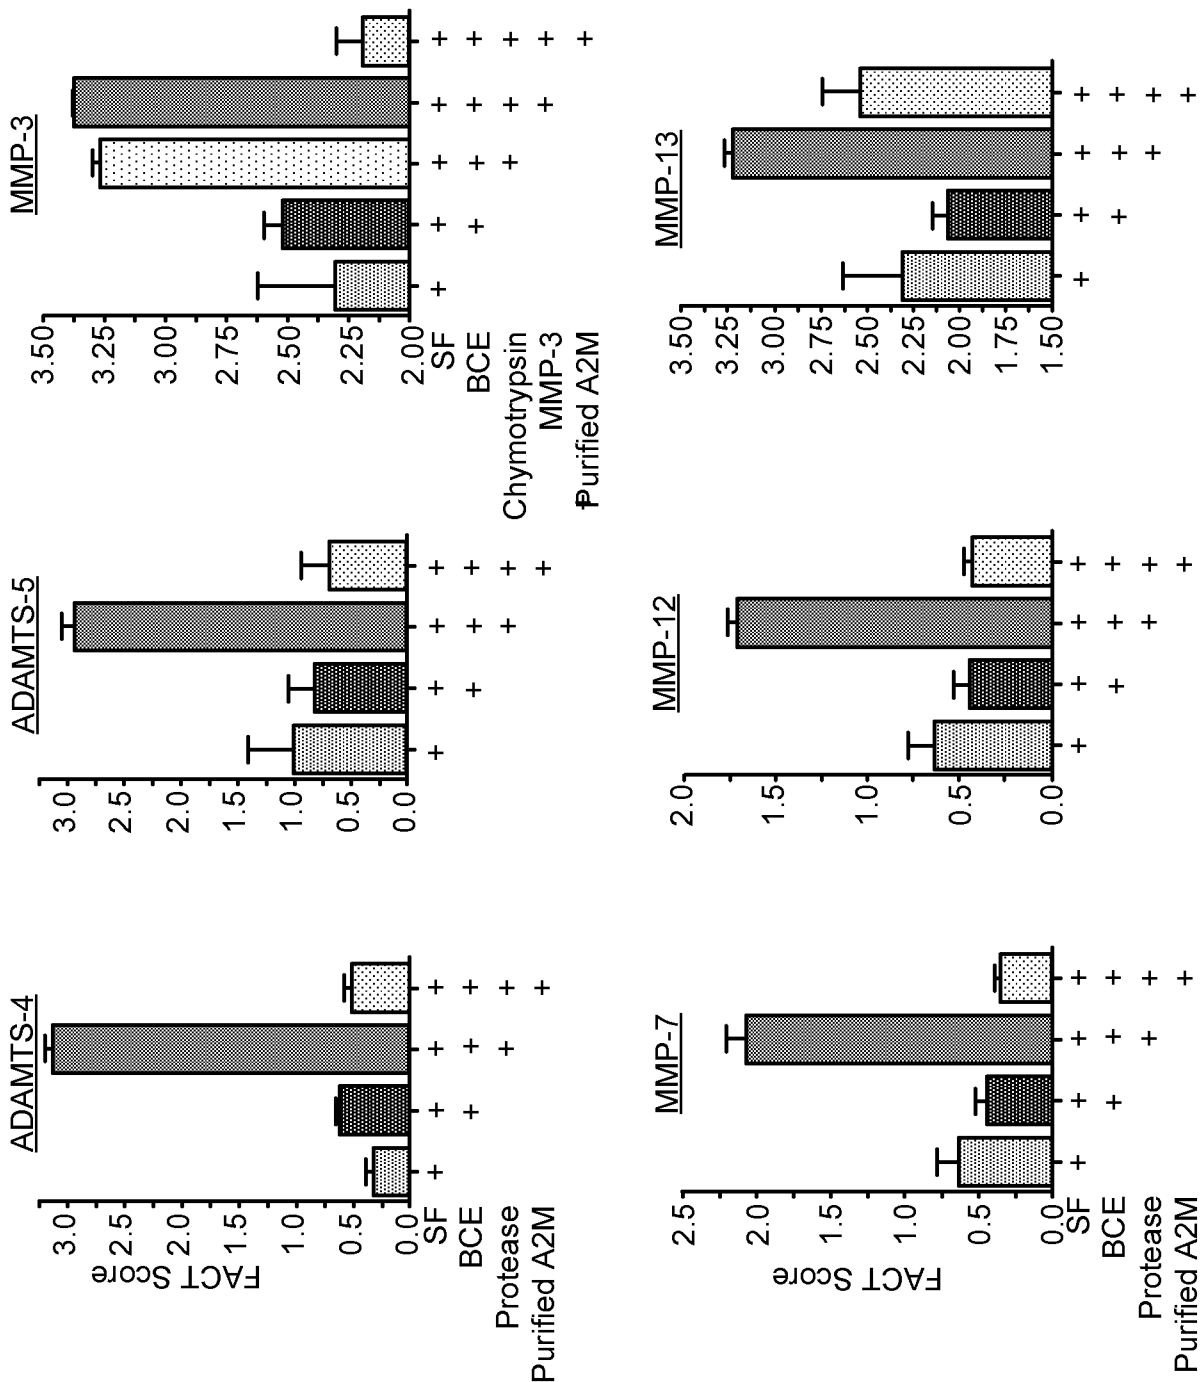 ADAMTS-4
FACT Score
3.0
2.5
2.0
1.5
1.0
0.5
0.0
SF + + + +
BCE + + +
Protease + +
Purified A2M +
ADAMTS-5
3.0
2.5
2.0
1.5
1.0
0.5
0.0
+ + + +
+ + +
+ +
+
MMP-3
3.50
3.25
3.00
2.75
2.50
2.25
2.00
SF + + + + +
BCE + + + +
Chymotrypsin + + +
MMP-3 + +
Purified A2M +
+
MMP-7
FACT Score
2.5
2.0
1.5
1.0
0.5
0.0
SF + + + +
BCE + + +
Protease + +
Purified A2M +
MMP-12
2.0
1.5
1.0
0.5
0.0
+ + + +
+ + +
+ +
+
MMP-13
3.50
3.25
3.00
2.75
2.50
2.25
2.00
1.75
1.50
+ + + +
+ + +
+ +
+